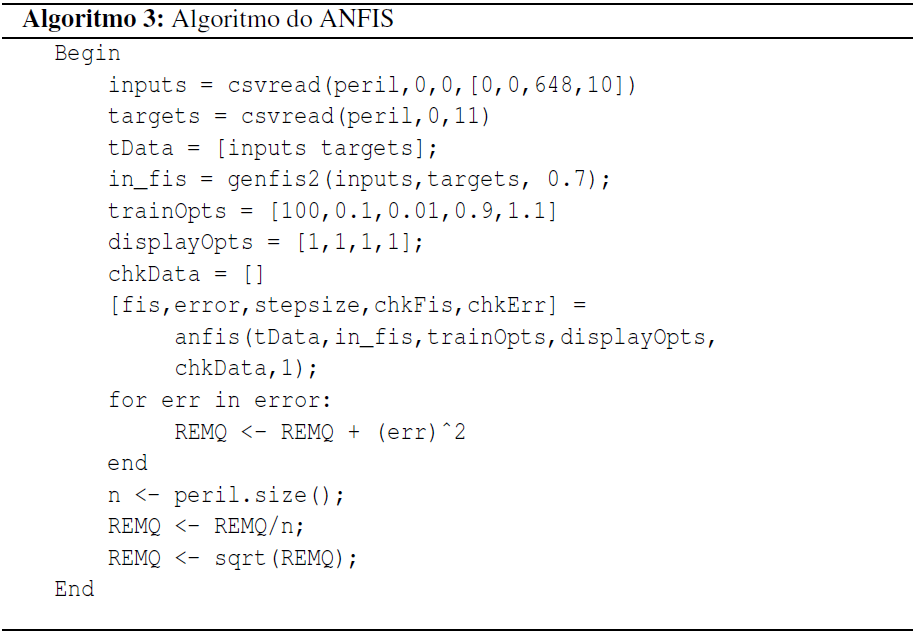 Algoritmo 3: Algoritmo do ANFIS
Begin
inputs = csvread(peril,0,0,[0,0,648,10])
targets = csvread(peril,0,11)
tData = [inputs targets];
in_fis = genfis2(inputs,targets, 0.7);
trainOpts = [100,0.1,0.01,0.9,1.1]
displayOpts = [1,1,1,1];
chkData = []
[fis,error,stepsize,chkFis,chkErr] =
anfis(tData,in_fis,trainOpts,displayOpts,
chkData,1);
for err in error:
REMQ <- REMQ + (err)^2
end
n <- peril.size();
REMQ <- REMQ/n;
REMQ <- sqrt(REMQ);
End